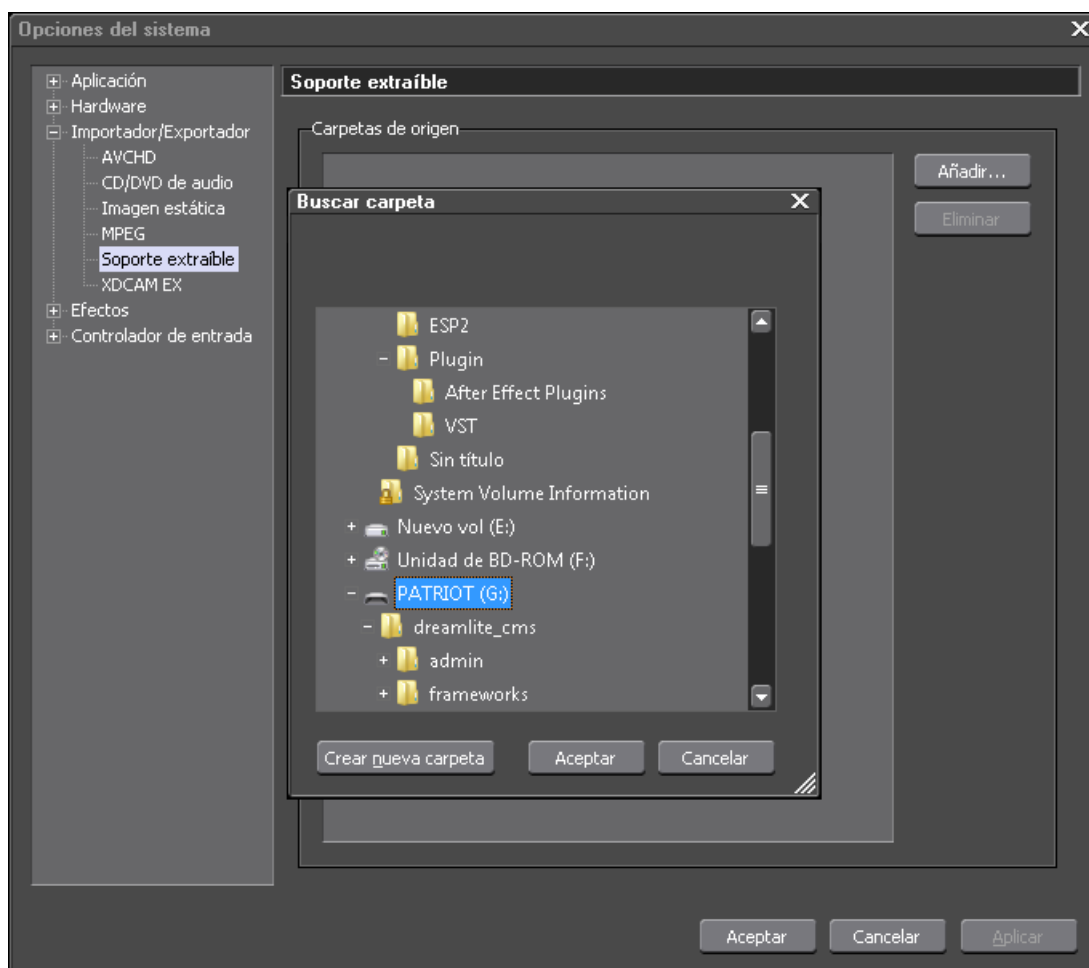 Opciones del sistema
Aplicación
Hardware
Importador/Exportador
AVCHD
CD/DVD de audio
Imagen estática
MPEG
Soporte extraíble
XDCAM EX
Efectos
Controlador de entrada
Soporte extraíble
Carpetas de origen
Añadir...
Eliminar
Buscar carpeta
ESP2
Plugin
After Effect Plugins
VST
Sin título
System Volume Information
Nuevo vol (E:)
Unidad de BD-ROM (F:)
PATRIOT (G:)
dreamlite_cms
admin
frameworks
Crear nueva carpeta
Aceptar
Cancelar
Aceptar
Cancelar
Aplicar